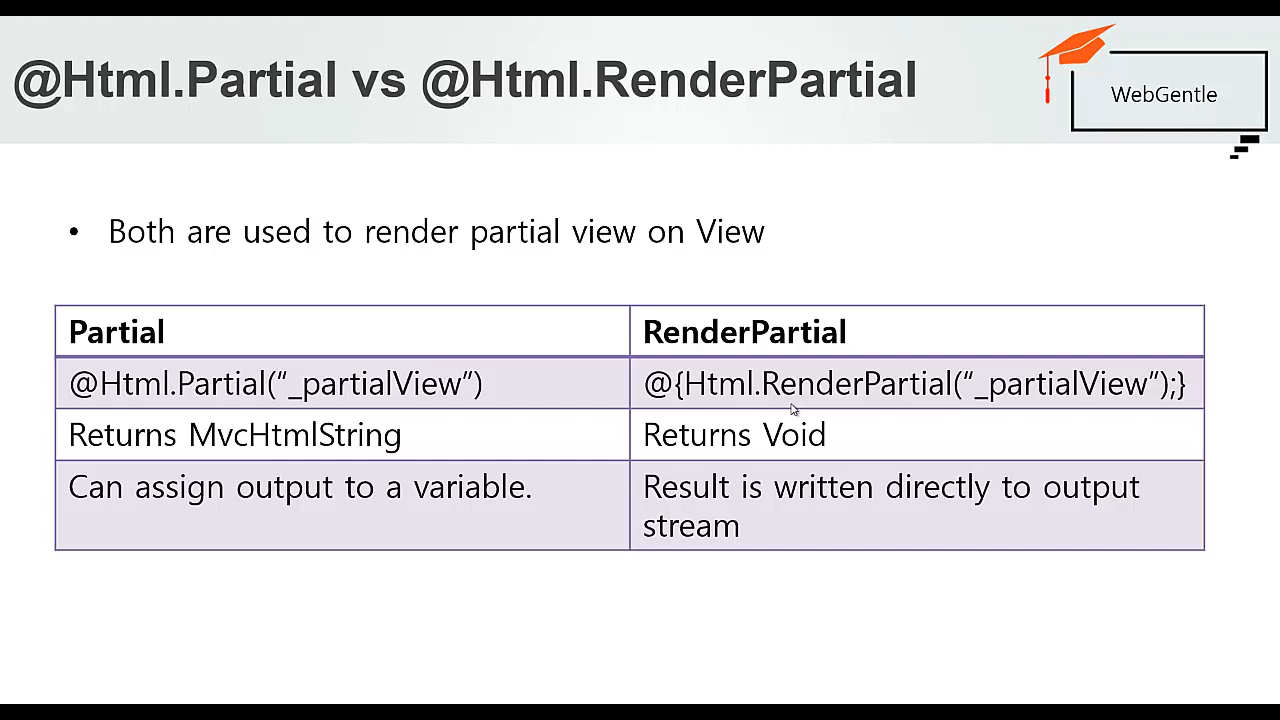 @Html.Partial vs @Html.RenderPartial
WebGentle
• Both are used to render partial view on View
Partial
RenderPartial
@Html.Partial(“_partialView”)
@{Html.RenderPartial(“_partialView”);}
Returns MvcHtmlString
Returns Void
Can assign output to a variable.
Result is written directly to output
stream